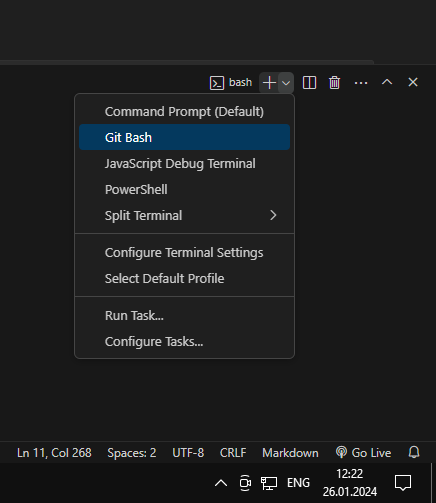 bash
Command Prompt (Default)
Git Bash
JavaScript Debug Terminal
PowerShell
Split Terminal
Configure Terminal Settings
Select Default Profile
Run Task...
Configure Tasks...
Ln 11, Col 268 Spaces: 2 UTF-8 CRLF Markdown Go Live
ENG 12:22
26.01.2024